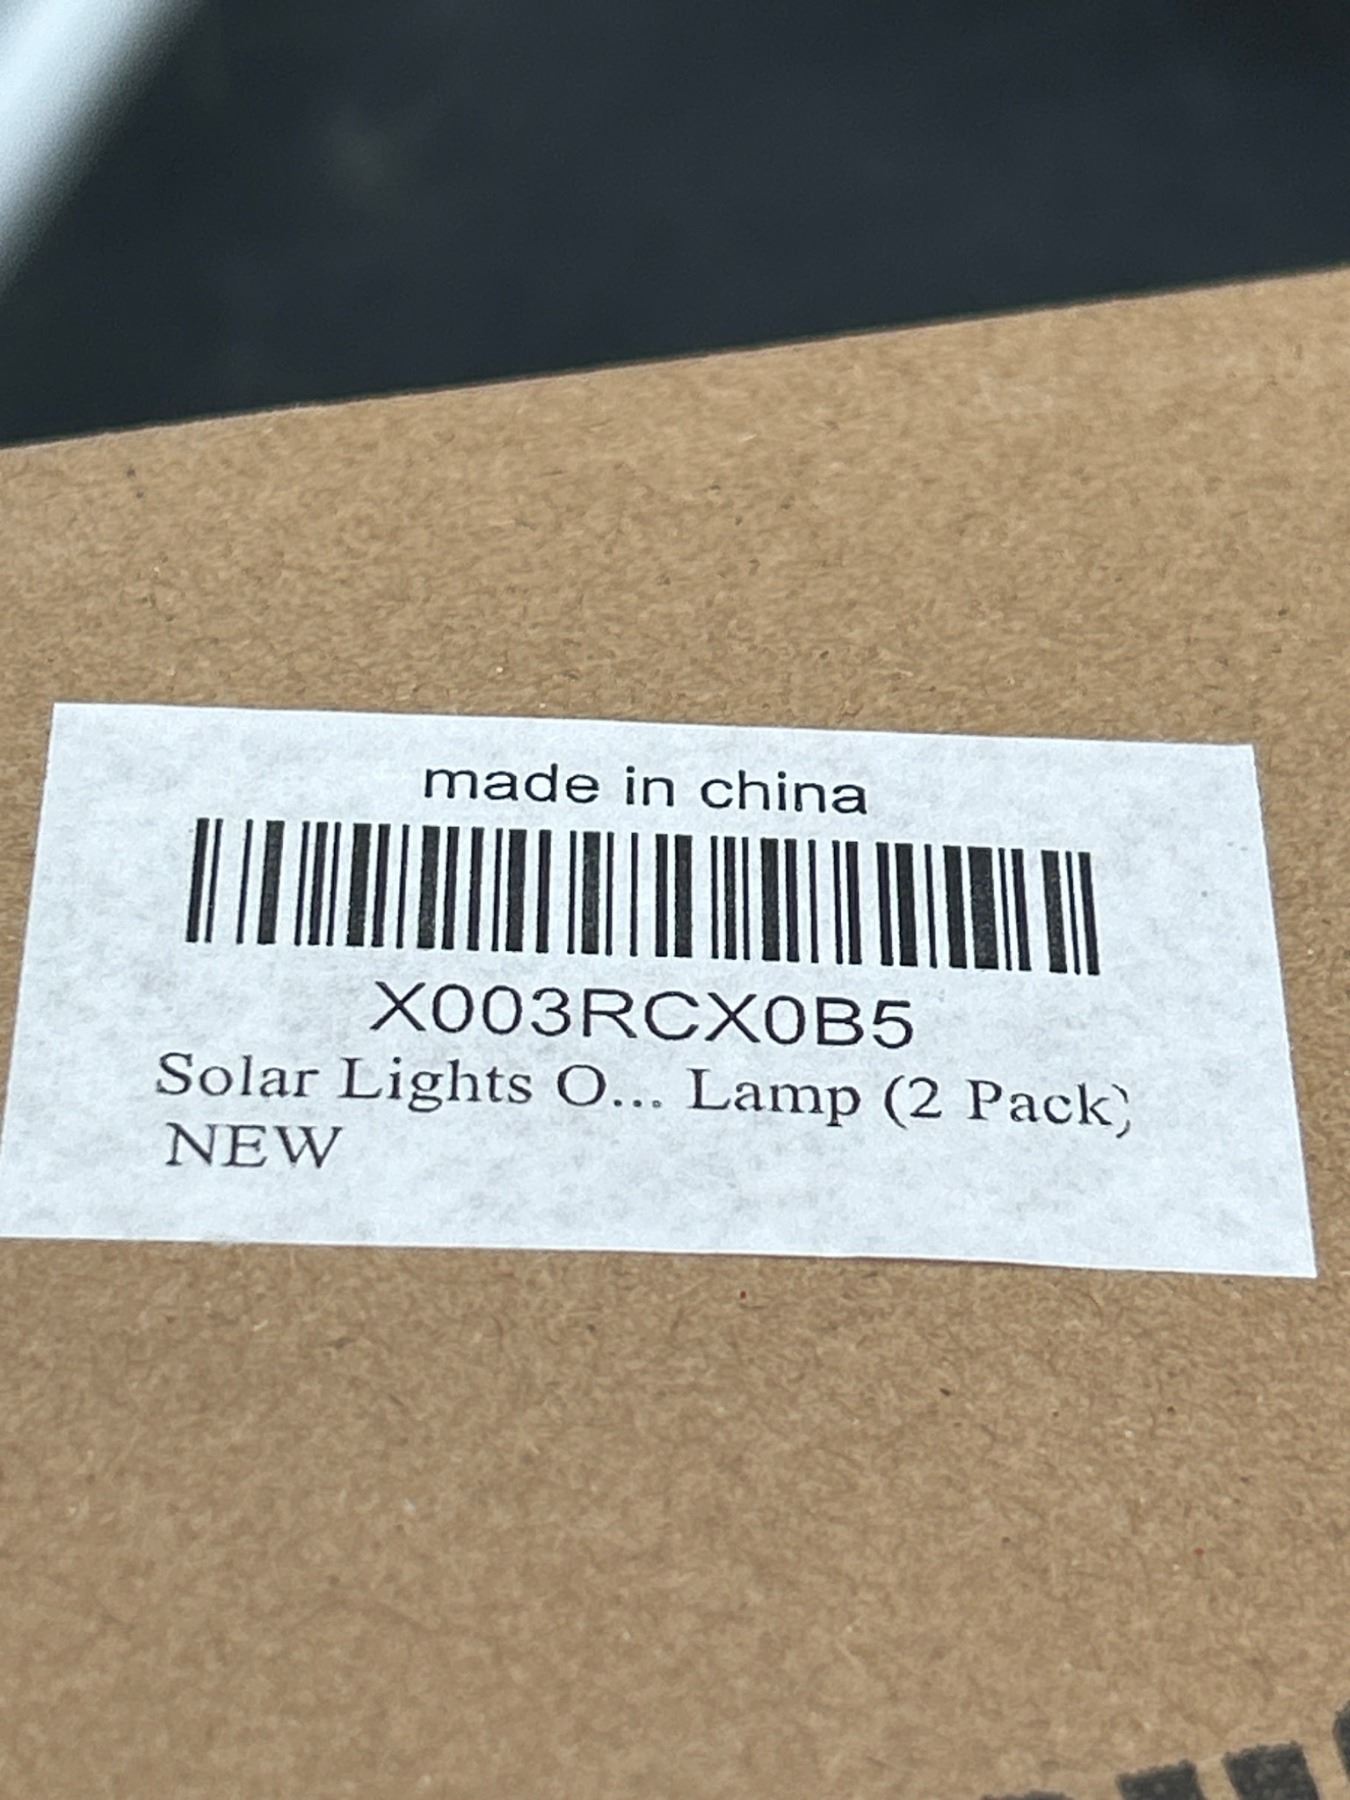 made in china
X003RCX0B5
Solar Lights O... Lamp (2 Pack)
NEW